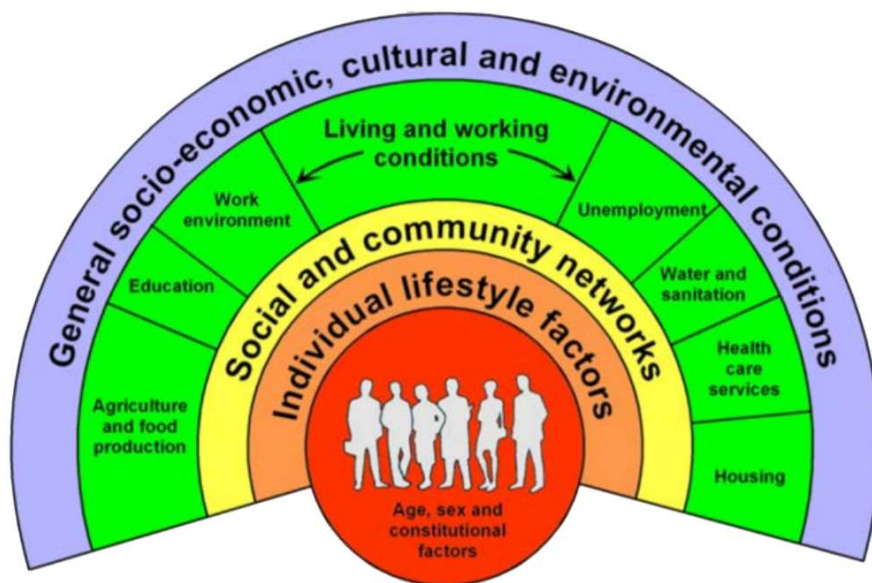 General socio-economic, cultural and environmental conditions
Living and working
conditions
Work
environment
Unemployment
Education
Water and
sanitation
Agriculture
and food
production
Health
care
services
Housing
Social and community networks
Individual lifestyle factors
Age, sex and
constitutional
factors